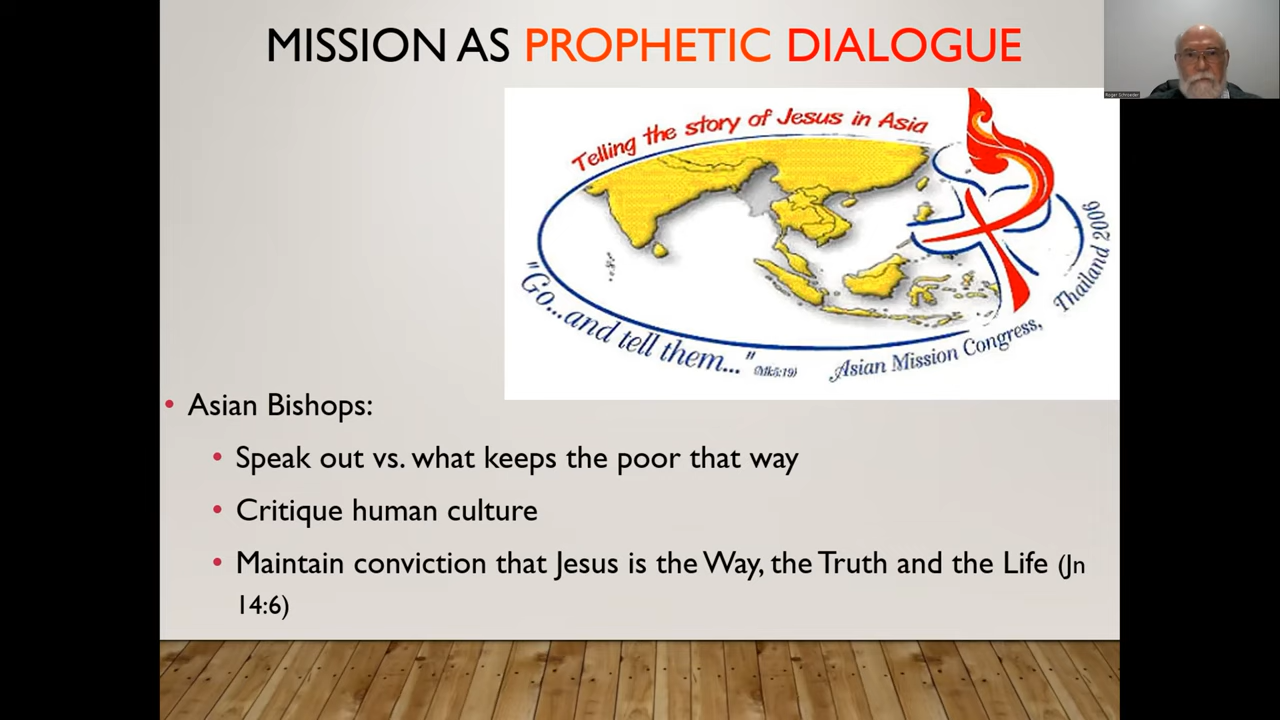 MISSION AS PROPHETIC DIALOGUE
Roger Schroeder
Telling the story of Jesus in Asia
"Go...and tell them..."
(Mk5:19)
Asian Mission Congress, Thailand 2006
• Asian Bishops:
• Speak out vs. what keeps the poor that way
• Critique human culture
• Maintain conviction that Jesus is the Way, the Truth and the Life (Jn
14:6)